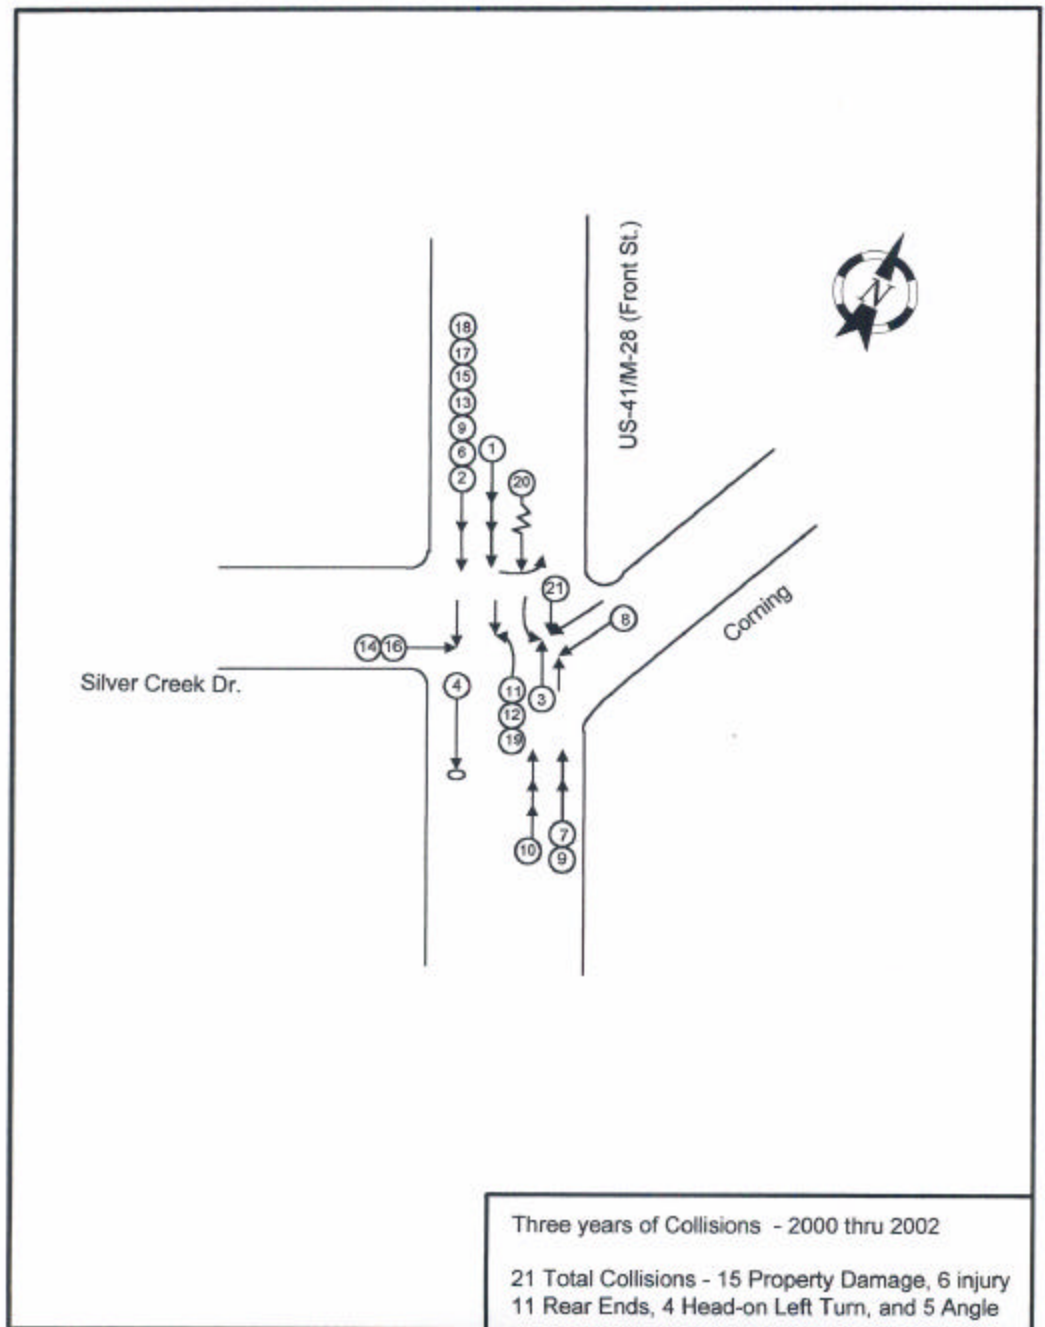 US-41/M-28 (Front St.)
N
18
17
15
13
9
6
2
1
20
21
8
14 16
Corning
Silver Creek Dr.
4
11
12
19
3
7
10
9
Three years of Collisions - 2000 thru 2002
21 Total Collisions - 15 Property Damage, 6 injury
11 Rear Ends, 4 Head-on Left Turn, and 5 Angle